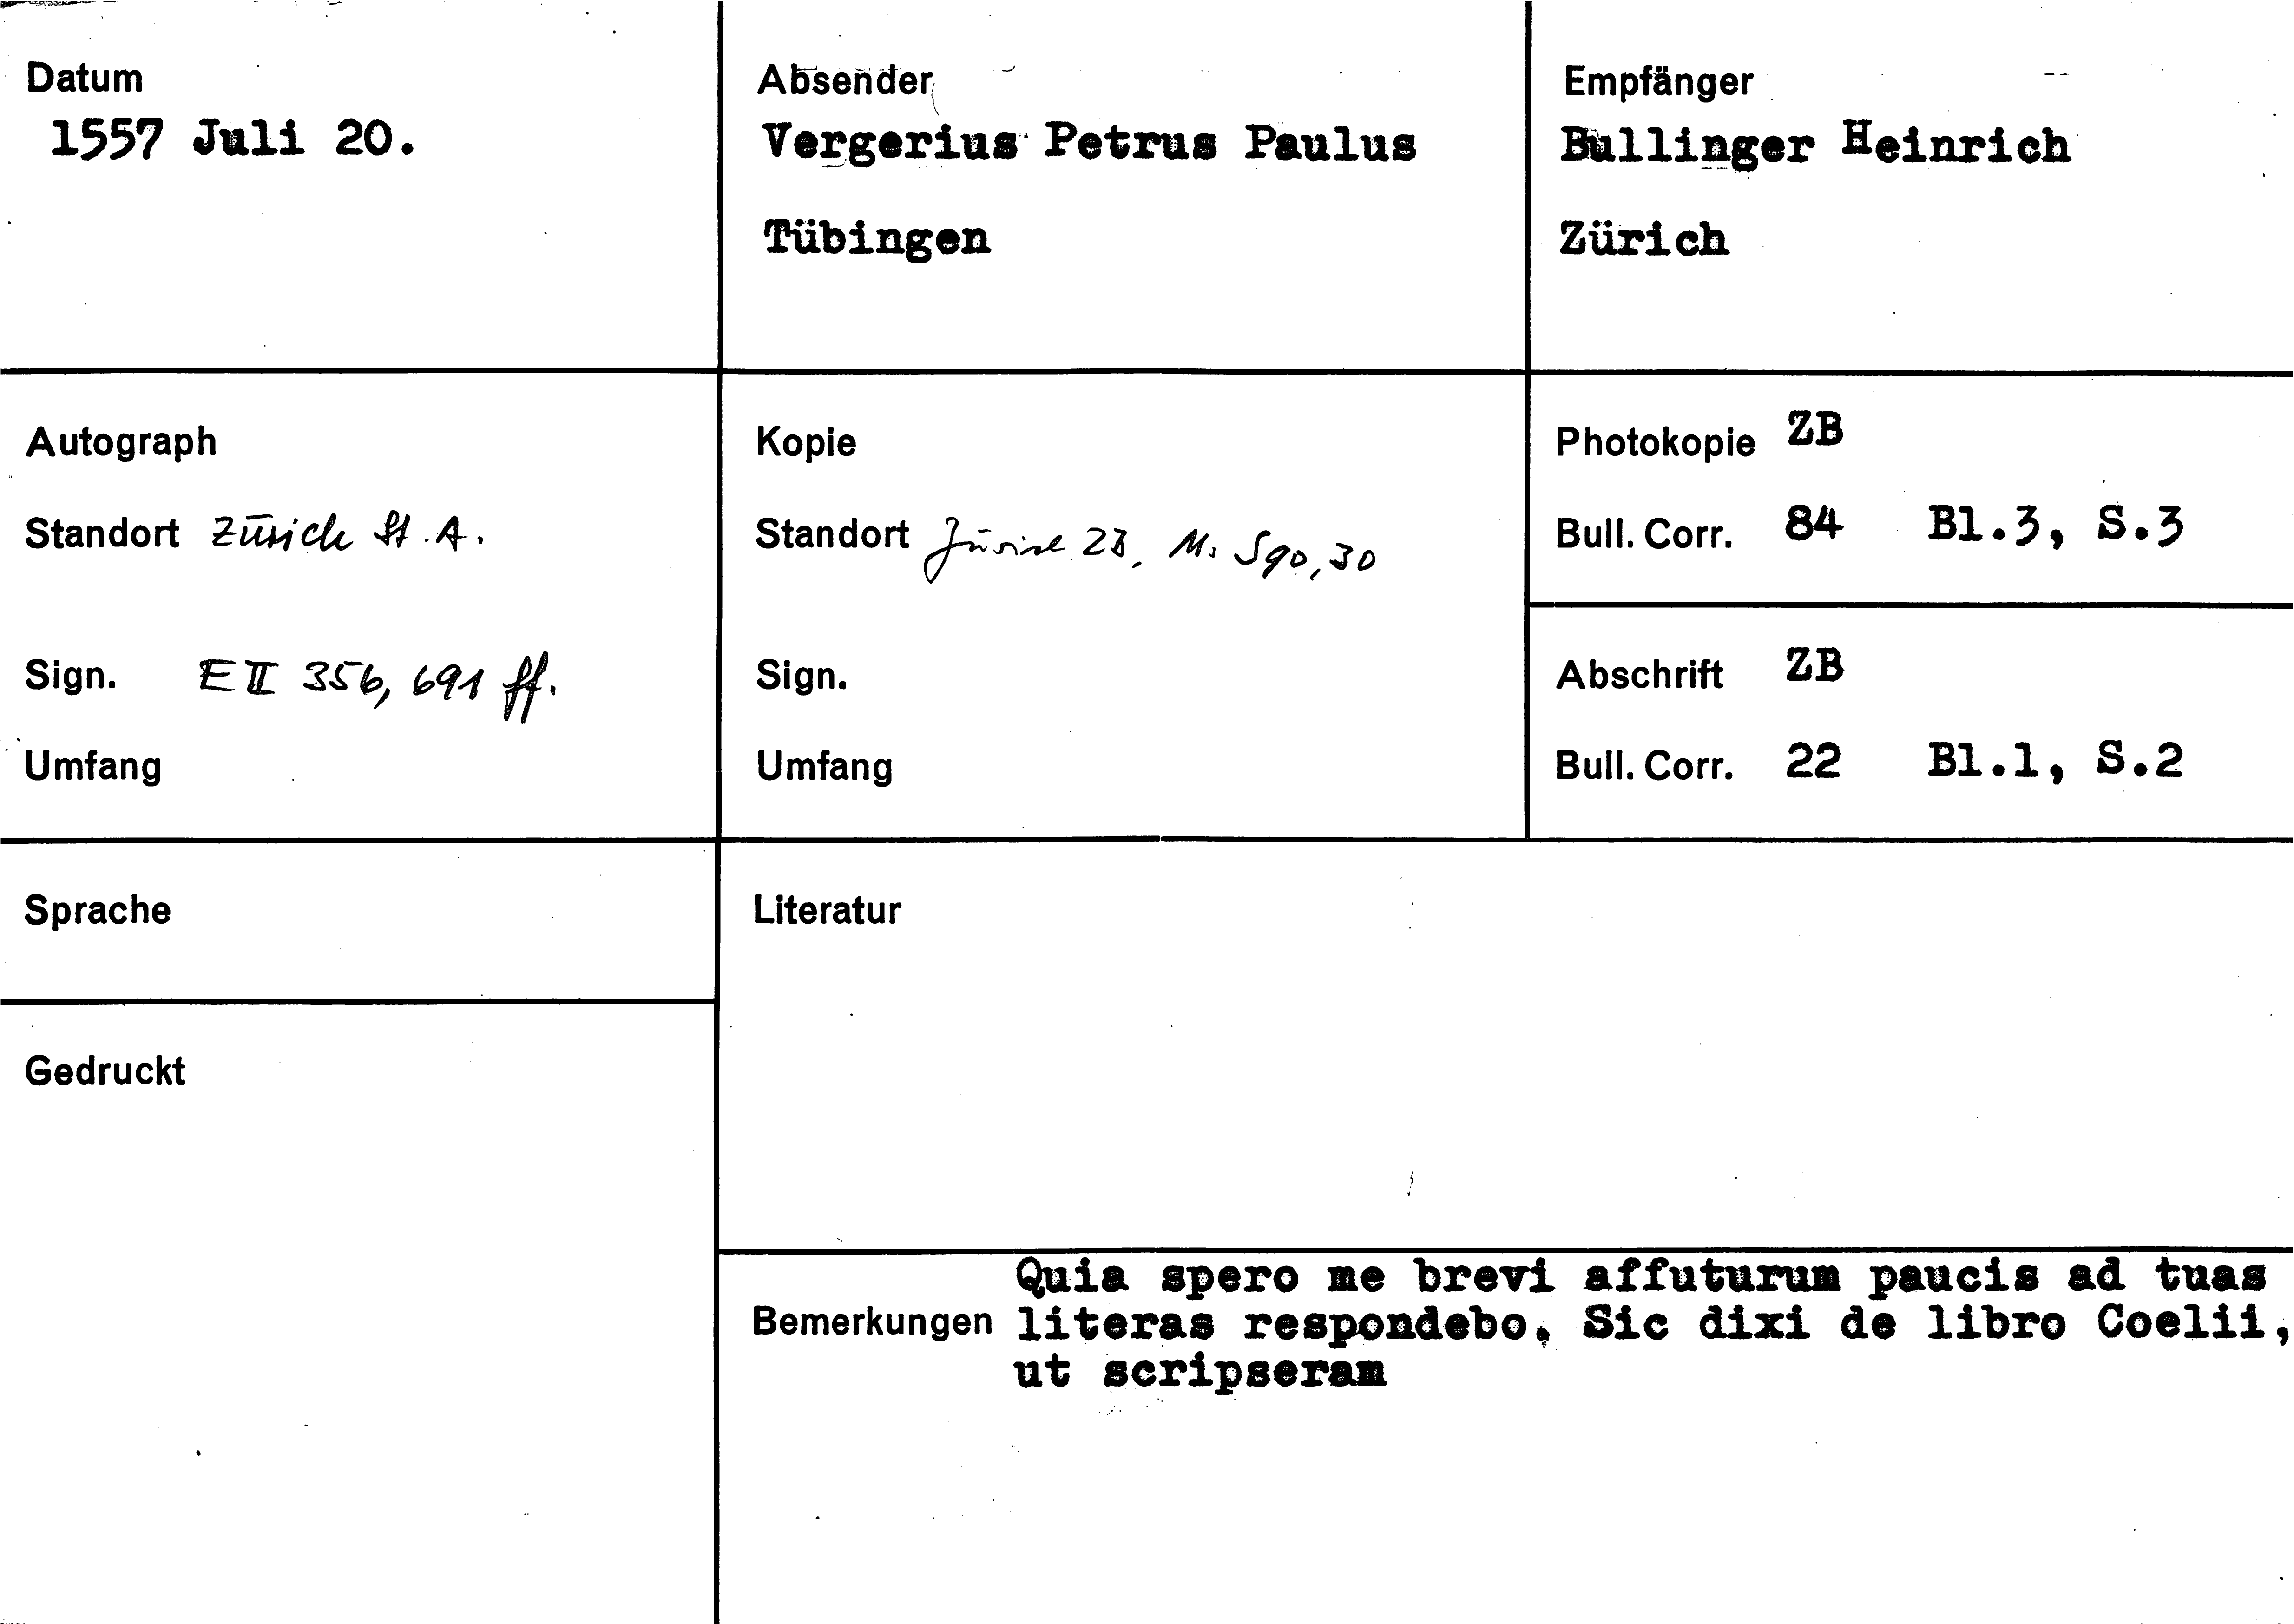 Datum
1557 Juli 20.
Absender
Vergerius Petrus Paulus
Tübingen
Empfänger
Bullinger Heinrich
Zürich
Autograph
Standort Zürich St. A.
Sign. E II 356, 691 ff.
Umfang
Kopie
Standort Zürich ZB, Ms S90, 30
Sign.
Umfang
Photokopie ZB
Bull. Corr. 84 Bl.3, S.3
Abschrift ZB
Bull. Corr. 22 Bl.1, S.2
Sprache
Gedruckt
Literatur
Quia spero me brevi affuturum paucis ad tuas
Bemerkungen literas respondebo. Sic dixi de libro Coelii,
ut scripseram